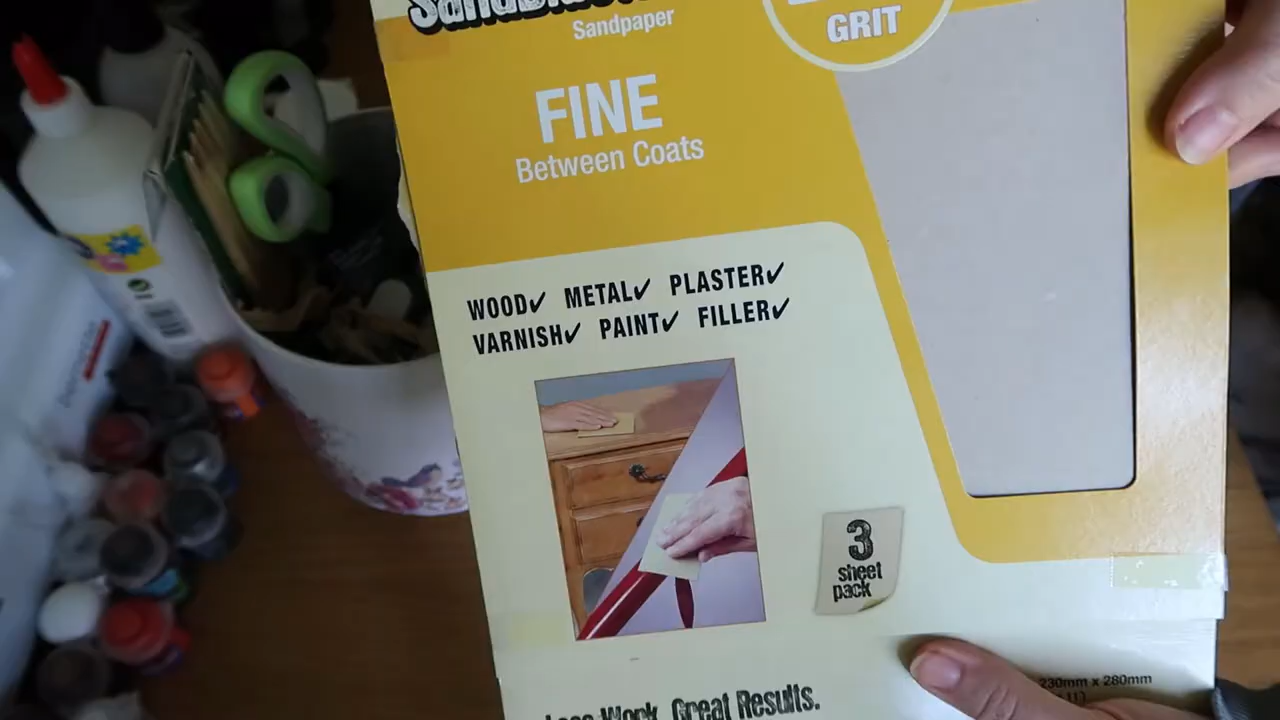 Sandpaper
GRIT
FINE
Between Coats
WOOD✓ METAL✓ PLASTER✓
VARNISH✓ PAINT✓ FILLER✓
3
sheet
pack
230mm x 280mm
Less Work. Great Results.